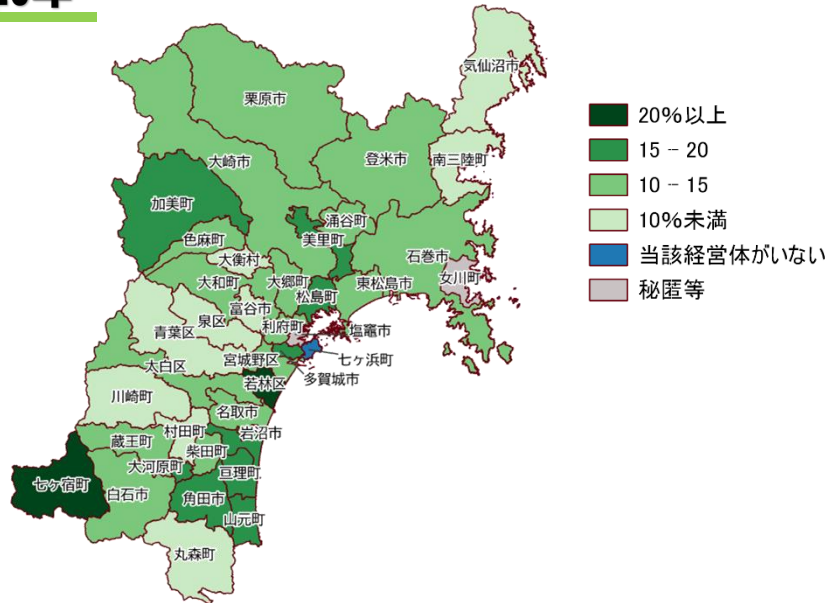 気仙沼市
栗原市
登米市
南三陸町
大崎市
加美町
涌谷町
美里町
色麻町
石巻市
大衡村
大和町
大郷町
東松島市
女川町
松島町
富谷市
泉区
利府町
青葉区
塩竈市
宮城野区
七ヶ浜町
太白区
多賀城市
若林区
川崎町
名取市
村田町
岩沼市
蔵王町
柴田町
大河原町
亘理町
七ヶ宿町
白石市
角田市
山元町
丸森町
20%以上
15 - 20
10 - 15
10%未満
当該経営体がいない
秘匿等